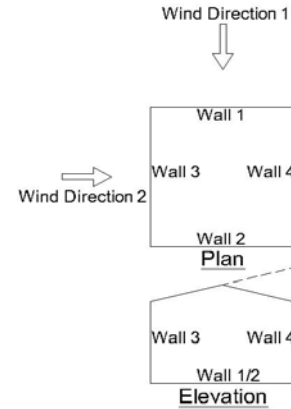 Wind Direction 1
Wall 1
Wall 3 Wall 4
Wind Direction 2
Wall 2
Plan
Wall 3 Wall 4
Wall 1/2
Elevation